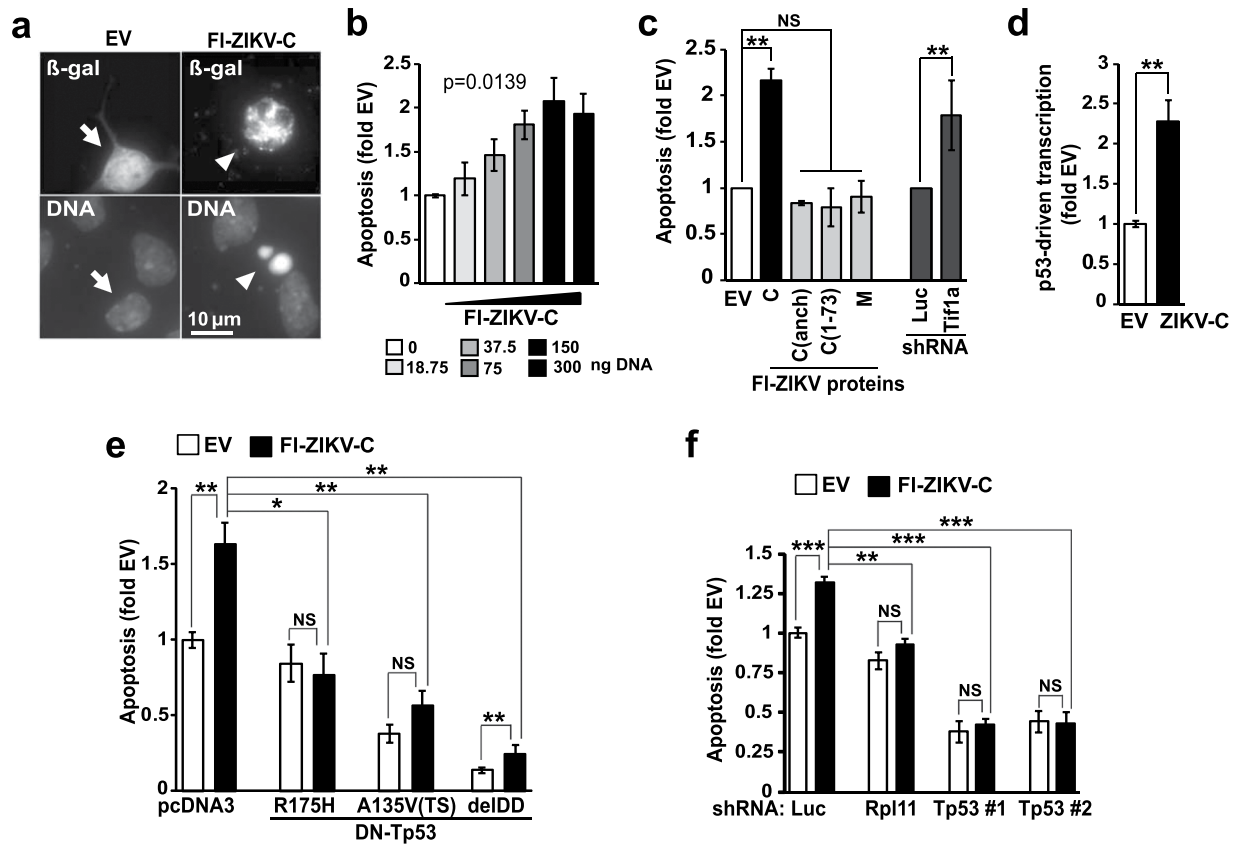 a
EV
Fl-ZIKV-C
ß-gal
ß-gal
DNA
DNA
10 µm
b
Apoptosis (fold EV)
2.5
2
1.5
1
0.5
0
p=0.0139
Fl-ZIKV-C
0
37.5
150
18.75
75
300
ng DNA
c
Apoptosis (fold EV)
2.5
2
1.5
1
0.5
0
NS
**
**
EV
C
C(anch)
C(1-73)
M
Luc
Tif1a
shRNA
Fl-ZIKV proteins
d
p53-driven transcription
(fold EV)
3
2.5
2
1.5
1
0.5
0
**
EV
ZIKV-C
e
EV
Fl-ZIKV-C
Apoptosis (fold EV)
2
1.5
1
0.5
0
**
**
**
*
NS
NS
**
pcDNA3
R175H
A135V(TS)
delDD
DN-Tp53
f
EV
Fl-ZIKV-C
Apoptosis (fold EV)
1.5
1
0.75
0.5
0.25
0
***
***
***
**
NS
NS
NS
shRNA: Luc
Rpl11
Tp53 #1
Tp53 #2